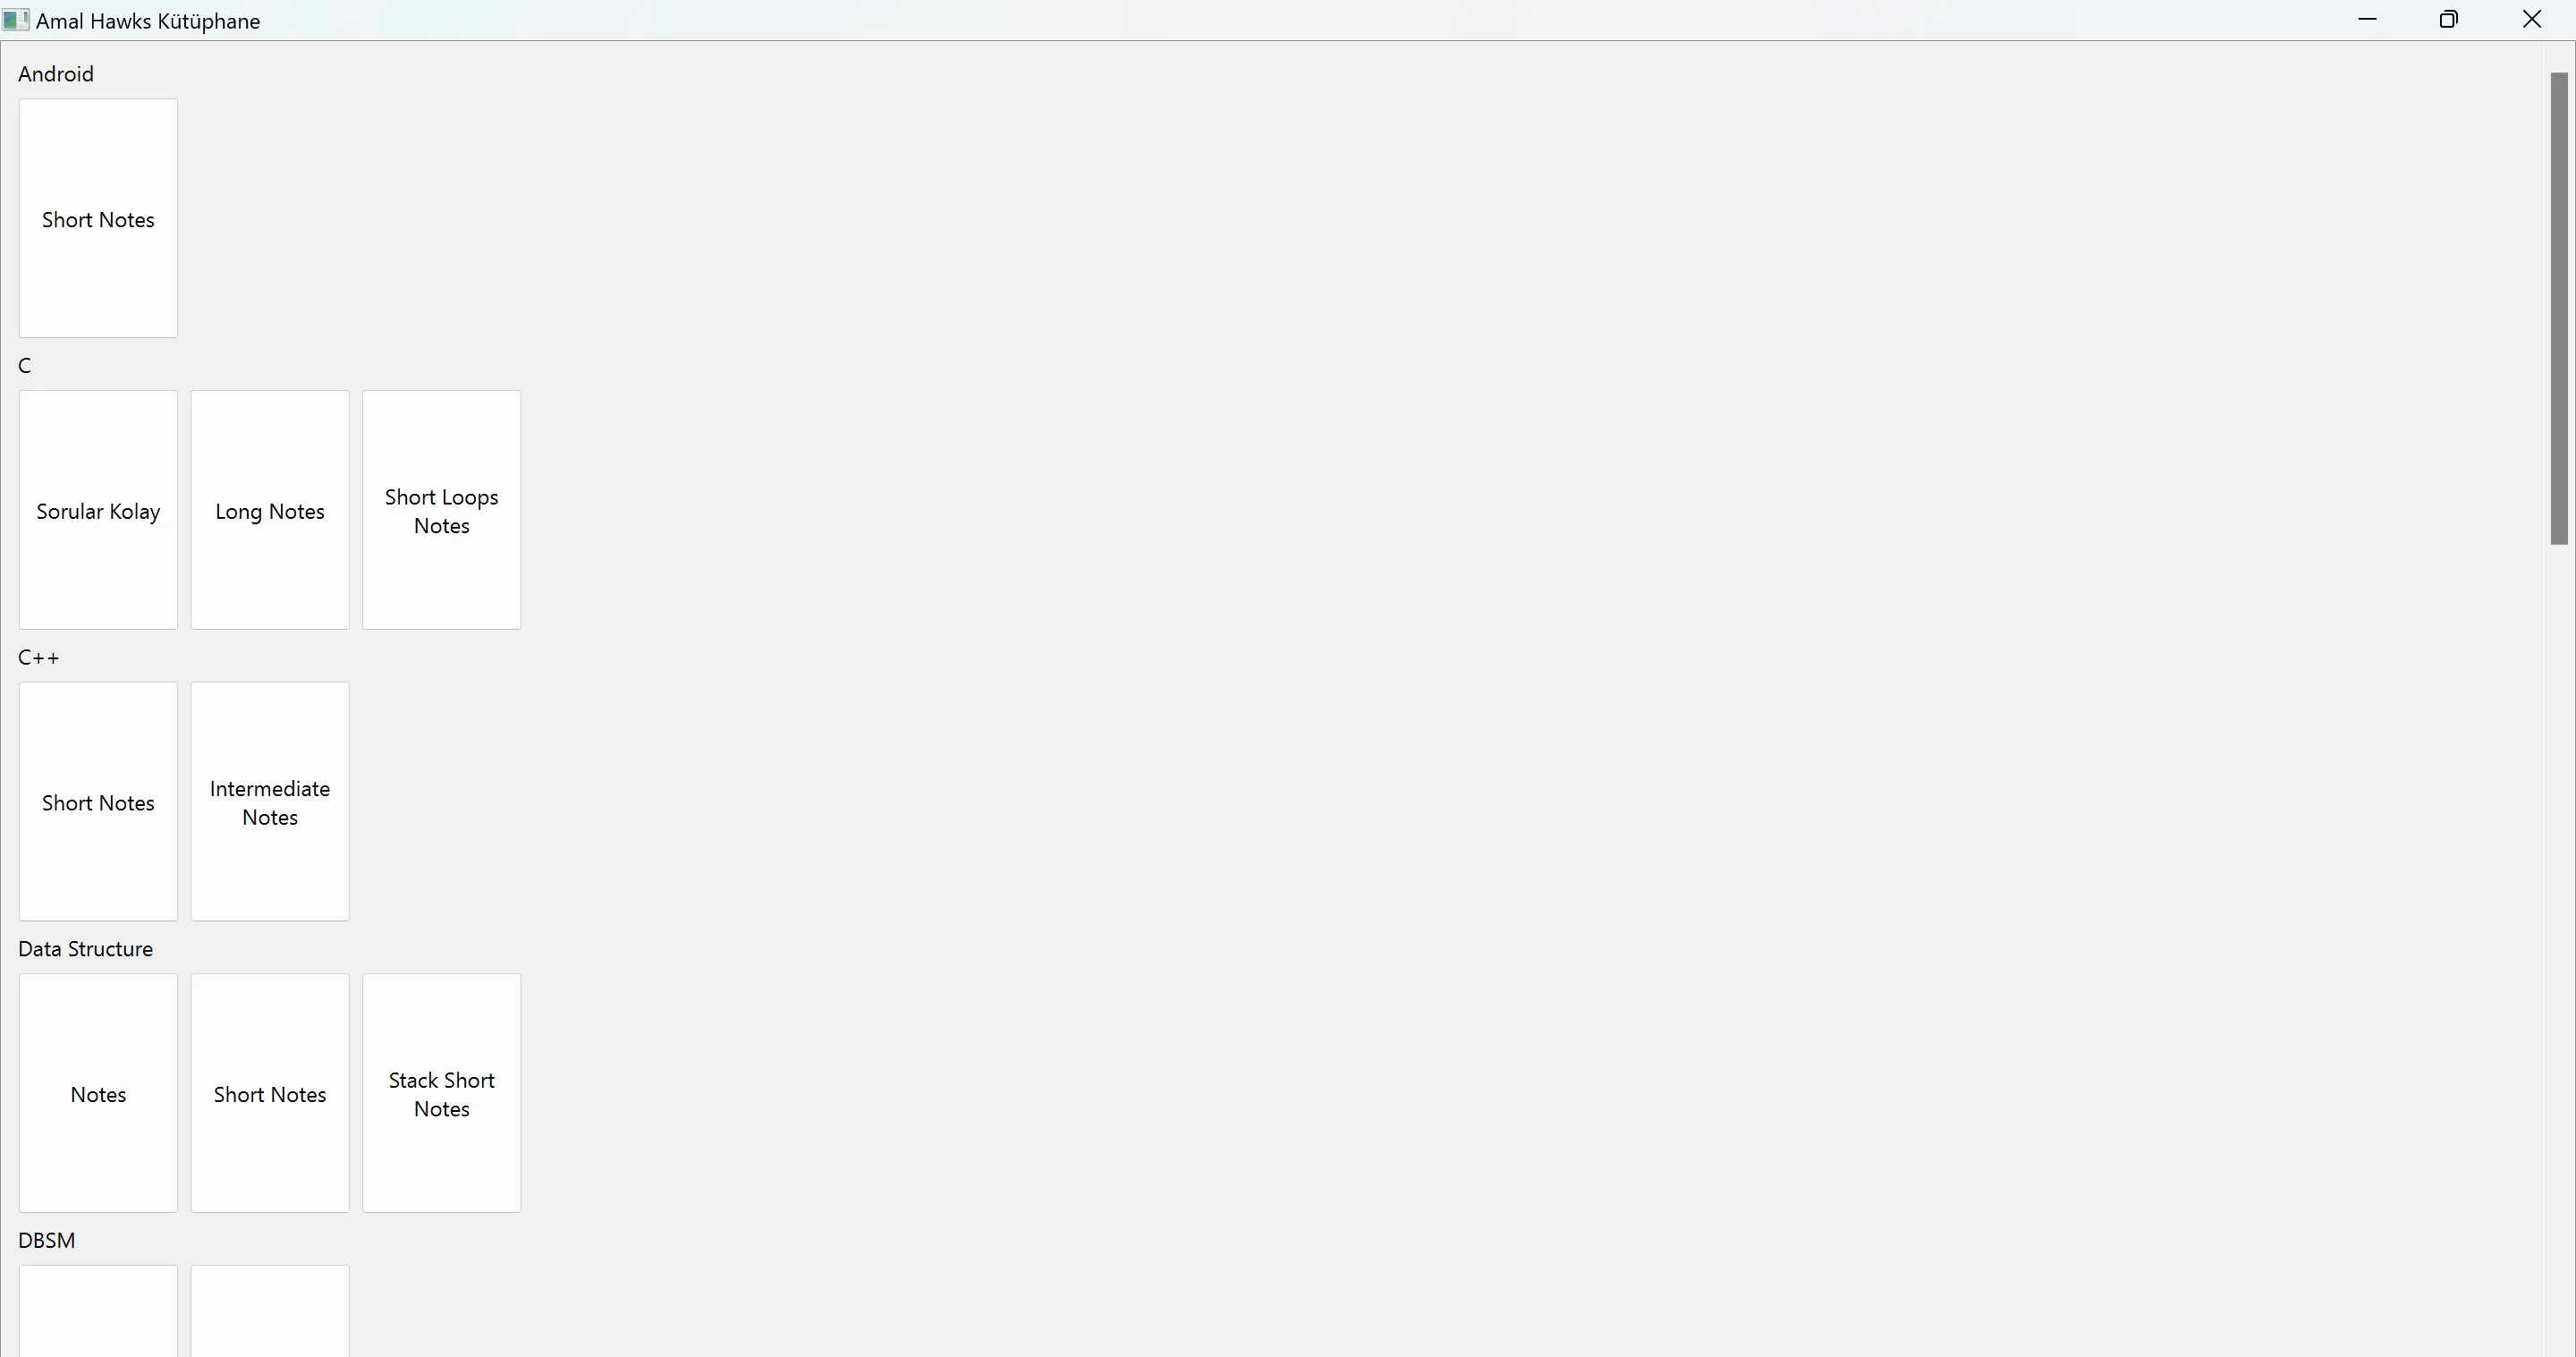 Amal Hawks Kütüphane
Android
Short Notes
C
Sorular Kolay
Long Notes
Short Loops
Notes
C++
Short Notes
Intermediate
Notes
Data Structure
Notes
Short Notes
Stack Short
Notes
DBSM